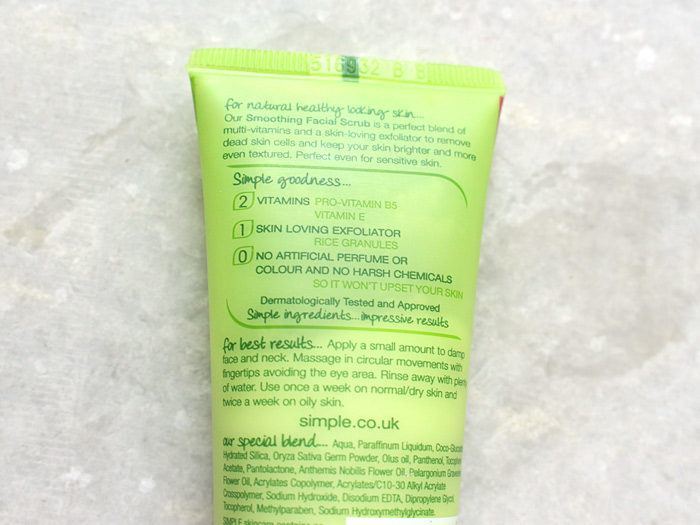 516932 B B
for natural healthy looking skin...
Our Smoothing Facial Scrub is a perfect blend of
multi-vitamins and a skin-loving exfoliator to remove
dead skin cells and keep your skin brighter and more
even textured. Perfect even for sensitive skin.
Simple goodness...
2 VITAMINS PRO-VITAMIN B5
VITAMIN E
1 SKIN LOVING EXFOLIATOR
RICE GRANULES
0 NO ARTIFICIAL PERFUME OR
COLOUR AND NO HARSH CHEMICALS
SO IT WON'T UPSET YOUR SKIN
Dermatologically Tested and Approved
Simple ingredients...impressive results
for best results... Apply a small amount to damp
face and neck. Massage in circular movements with
fingertips avoiding the eye area. Rinse away with plenty
of water. Use once a week on normal/dry skin and
twice a week on oily skin.
simple.co.uk
our special blend... Aqua, Paraffinum Liquidum, Coco-Glucoside
Hydrated Silica, Oryza Sativa Germ Powder, Olus oil, Panthenol,
Acetate, Pantolactone, Anthemis Nobilis Flower Oil, Pelargonium
Flower Oil, Acrylates Copolymer, Acrylates/C10-30 Alkyl Acrylate
Crosspolymer, Sodium Hydroxide, Disodium EDTA, Dipropylene Glycol,
Tocopherol, Methylparaben, Sodium Hydroxymethylglycinate.
SIMPLE skincare